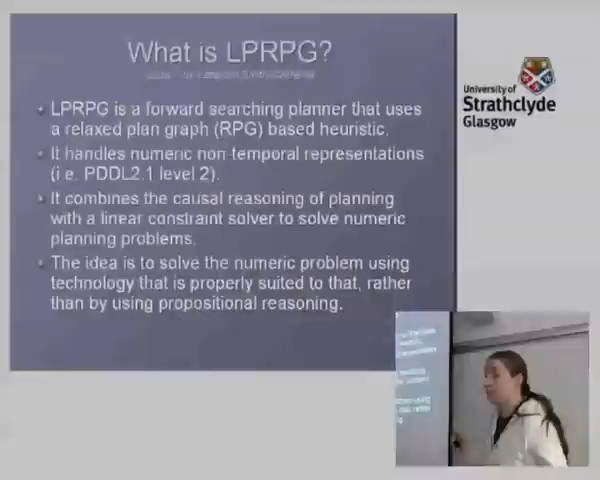 What is LPRPG?
LPRPG is a forward searching planner that uses
a relaxed plan graph (RPG) based heuristic.
It handles numeric non temporal representations
(i.e. PDDL2.1 level 2).
It combines the causal reasoning of planning
with a linear constraint solver to solve numeric
planning problems.
The idea is to solve the numeric problem using
technology that is properly suited to that, rather
than by using propositional reasoning.
University of
Strathclyde
Glasgow